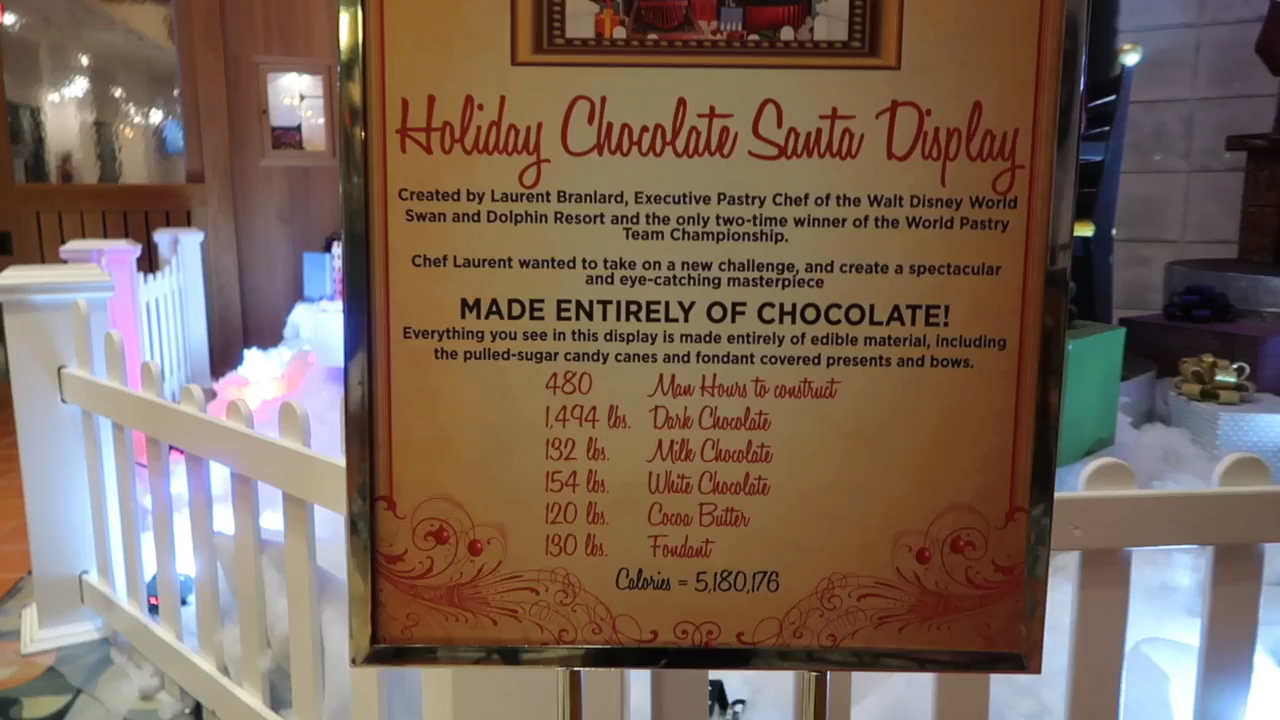 Holiday Chocolate Santa Display
Created by Laurent Branlard, Executive Pastry Chef of the Walt Disney World
Swan and Dolphin Resort and the only two-time winner of the World Pastry
Team Championship.
Chef Laurent wanted to take on a new challenge, and create a spectacular
and eye-catching masterpiece
MADE ENTIRELY OF CHOCOLATE!
Everything you see in this display is made entirely of edible material, including
the pulled-sugar candy canes and fondant covered presents and bows.
480 Man Hours to construct
1,494 lbs. Dark Chocolate
132 lbs. Milk Chocolate
154 lbs. White Chocolate
120 lbs. Cocoa Butter
130 lbs. Fondant
Calories = 5,180,176